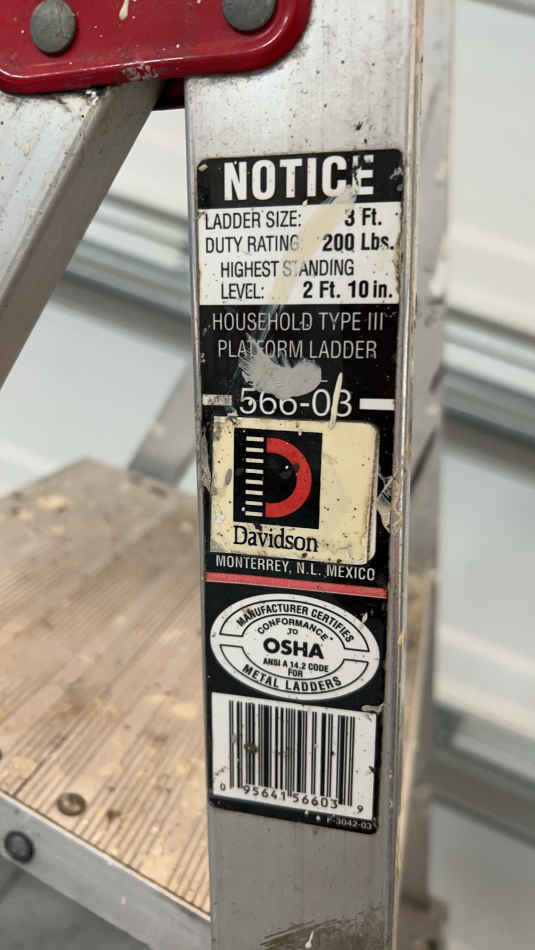 NOTICE
LADDER SIZE: 3 Ft.
DUTY RATING: 200 Lbs.
HIGHEST STANDING
LEVEL: 2 Ft. 10 in.
HOUSEHOLD TYPE III
PLATFORM LADDER
566-03
Davidson
MONTERREY, N.L. MEXICO
MANUFACTURER CERTIFIES
CONFORMANCE
TO
OSHA
ANSI A 14.2 CODE
FOR
METAL LADDERS
0 95641 56603 9
F-3042-03